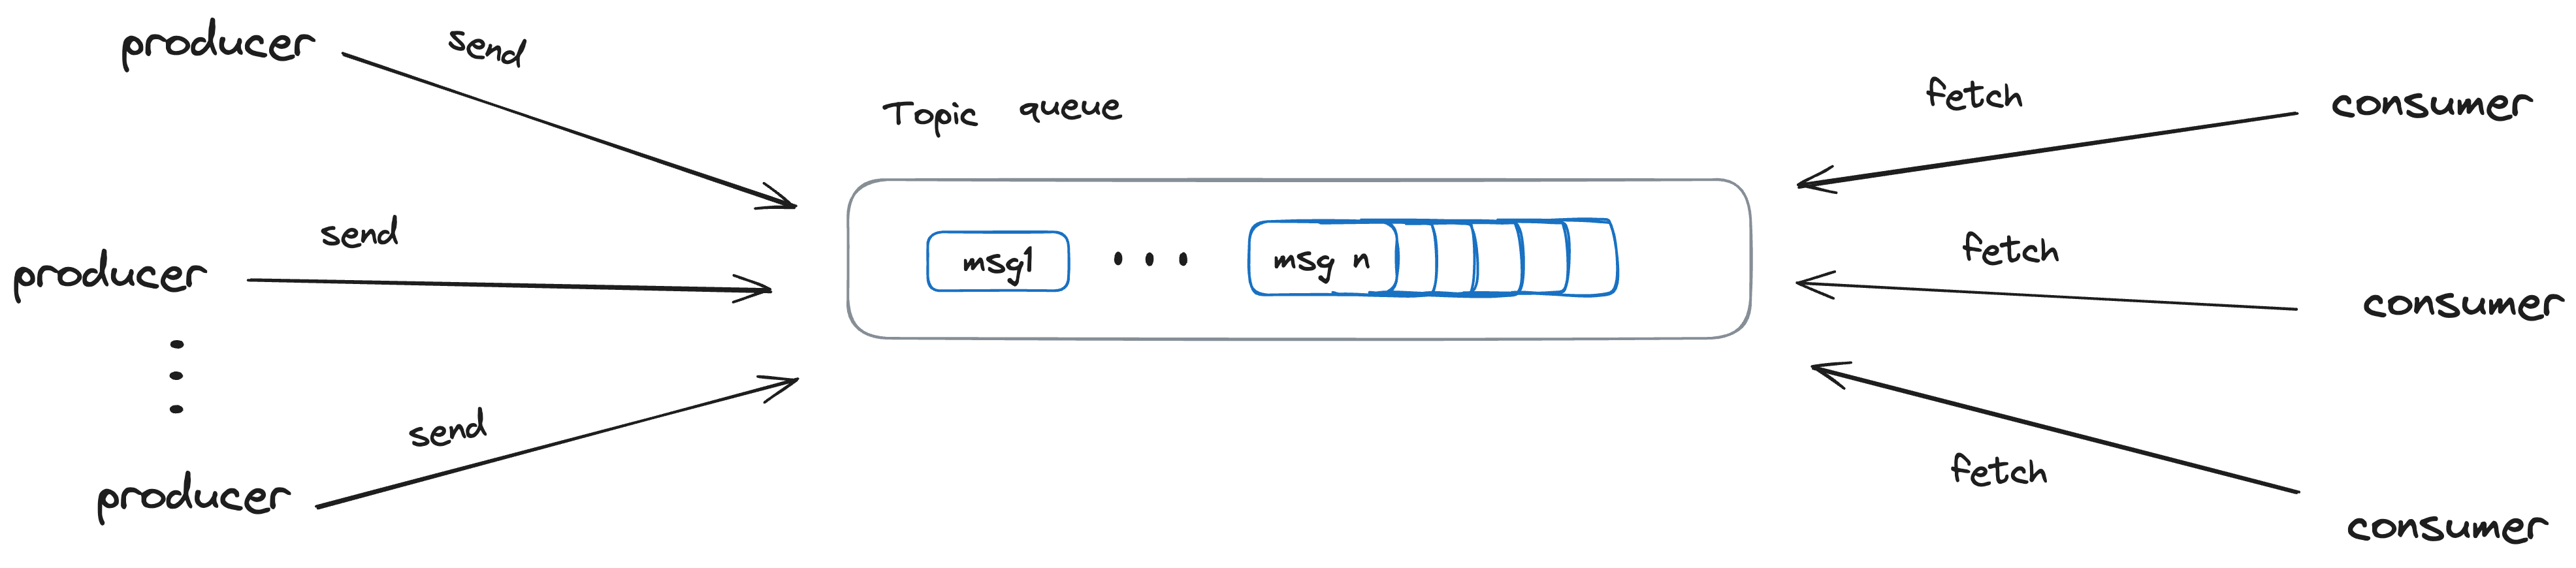 producer
send
Topic queue
fetch
consumer
send
producer
msg1
msg n
fetch
consumer
send
producer
fetch
consumer